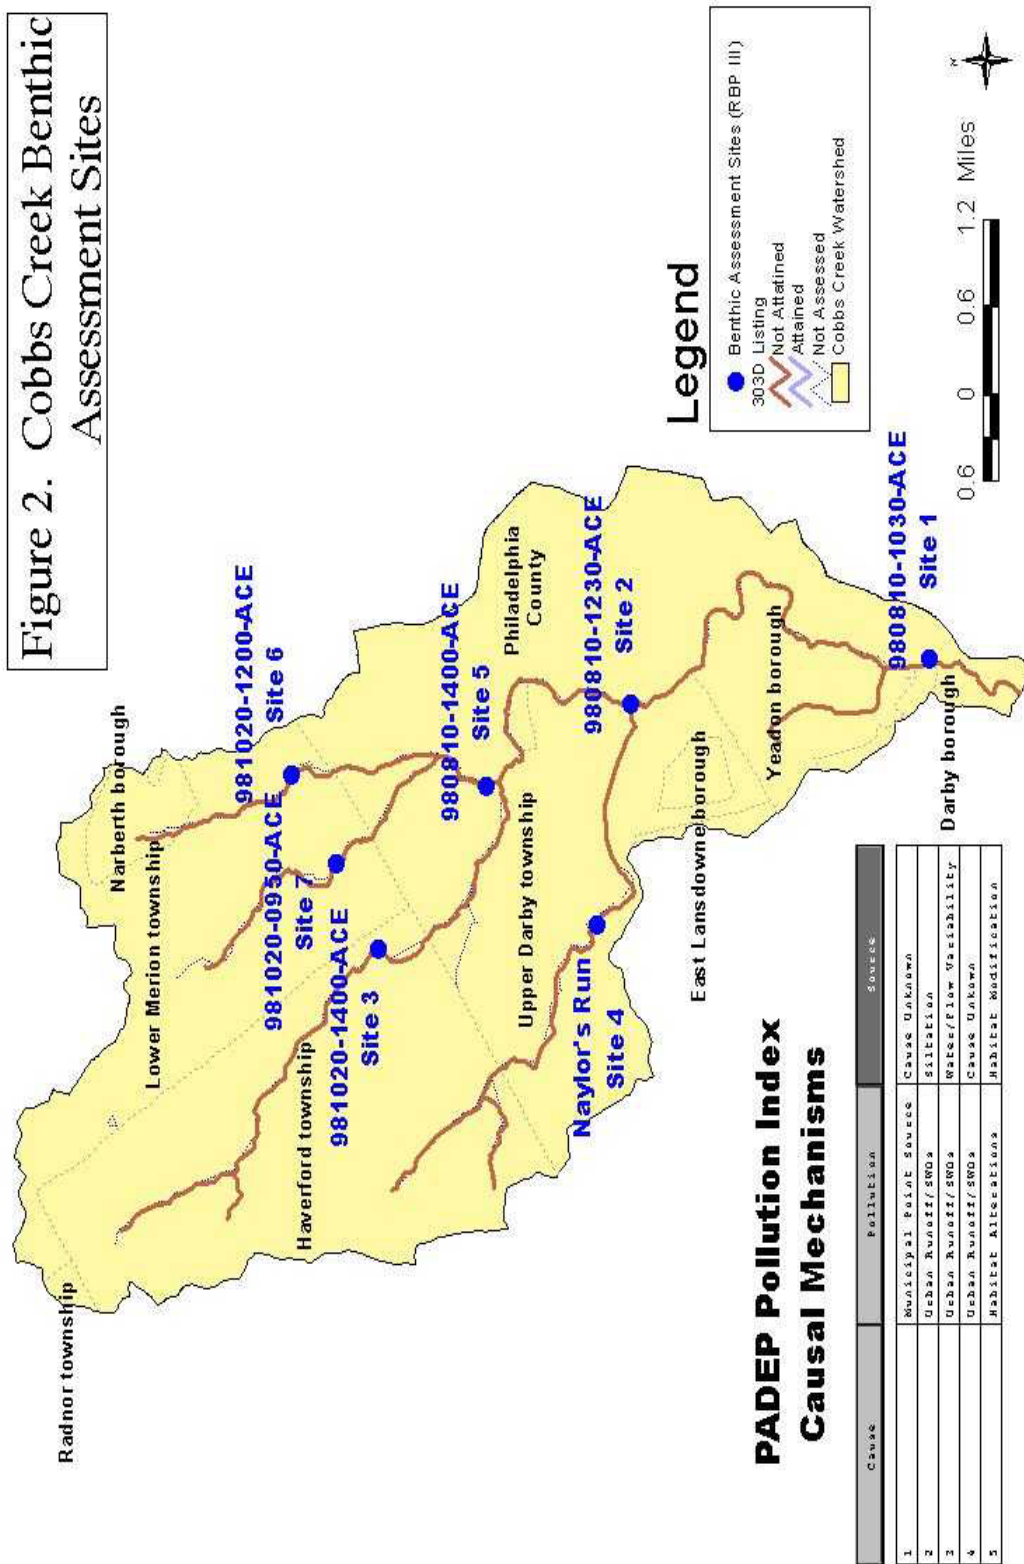 Figure 2. Cobbs Creek Benthic
Assessment Sites
Radnor township
Narberth borough
Lower Merion township
981020-1200-ACE
Site 6
981020-0950-ACE
Site 7
Haverford township
981020-1400-ACE
Site 3
980810-1400-ACE
Site 5
Philadelphia
County
Upper Darby township
Naylor's Run
Site 4
980810-1230-ACE
Site 2
East Lansdowne borough
Yeadon borough
980810-1030-ACE
Site 1
Darby borough
Legend
Benthic Assessment Sites (RBP III)
303D Listing
Not Attatined
Attained
Not Assessed
Cobbs Creek Watershed
N
0.6 0 0.6 1.2 Miles
PADEP Pollution Index
Causal Mechanisms
Cause Pollution Source
1 Municipal Point Source Cause Unknown
2 Urban Runoff/SWOs Siltation
3 Urban Runoff/SWOs Water/Flow Variability
4 Urban Runoff/SWOs Cause Unkown
5 Habitat Alterations Habitat Modification